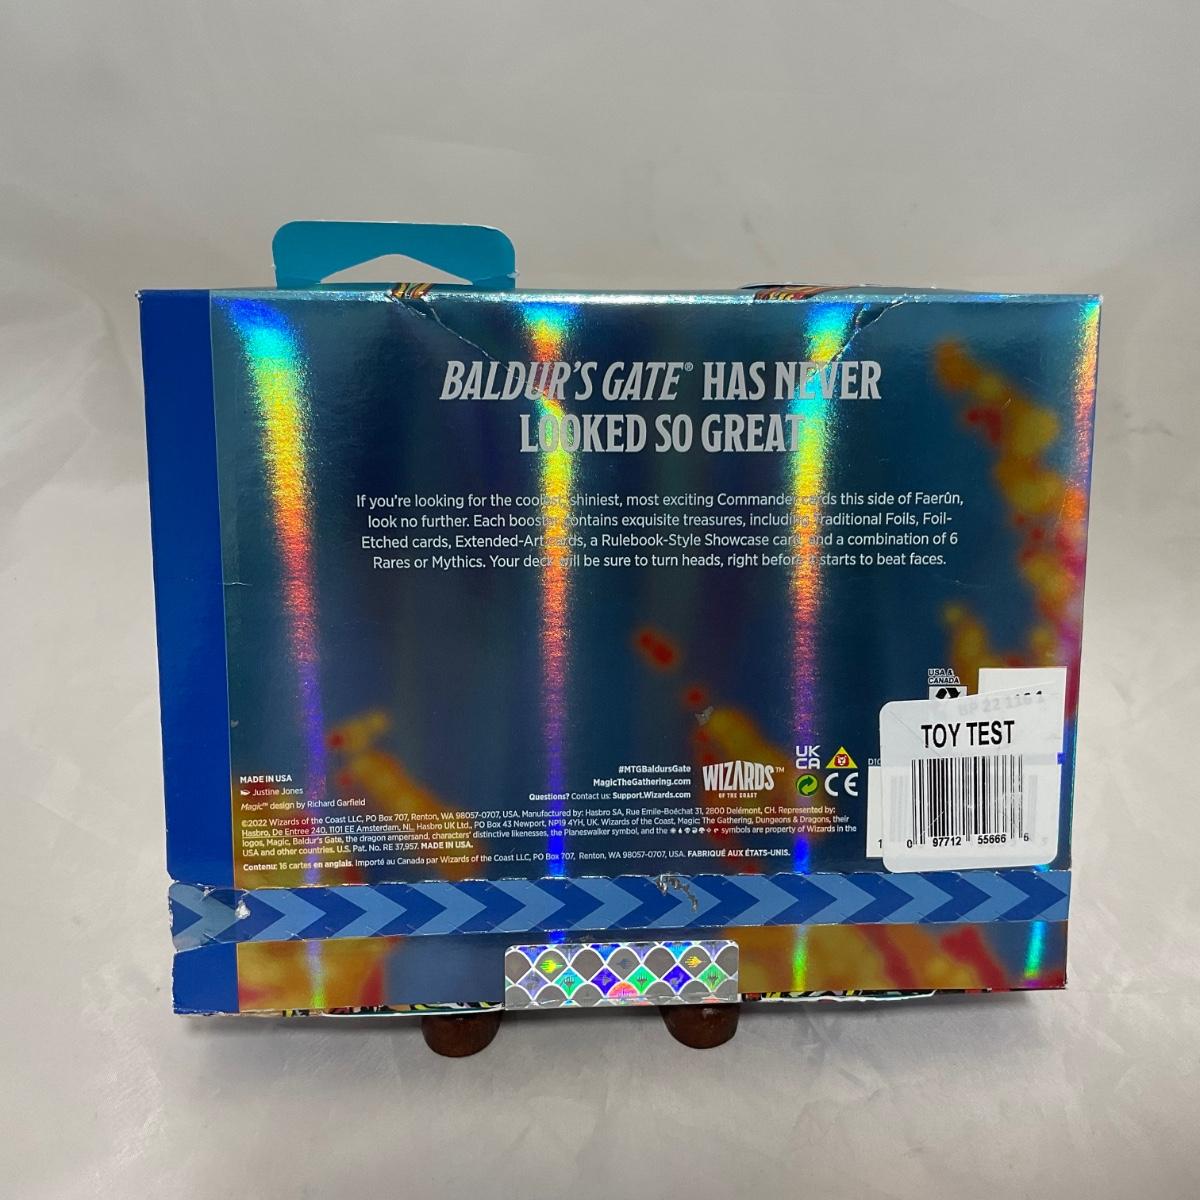 BALDUR'S GATE® HAS NEVER
LOOKED SO GREAT
If you're looking for the coolest, shiniest, most exciting Commander cards this side of Faerûn,
look no further. Each booster contains exquisite treasures, including Traditional Foils, Foil-
Etched cards, Extended-Art cards, a Rulebook-Style Showcase card, and a combination of 6
Rares or Mythics. Your deck will be sure to turn heads, right before it starts to beat faces.
USA &
CANADA
BP 22 116 1
TOY TEST
0 97712 55666 6
UK
CA
CE
#MTGBaldursGate
MagicTheGathering.com
Questions? Contact us: Support.Wizards.com
WIZARDS™
OF THE COAST
MADE IN USA
Justine Jones
Magic™ design by Richard Garfield
©2022 Wizards of the Coast LLC, PO Box 707, Renton, WA 98057-0707, USA. Manufactured by: Hasbro SA, Rue Emile-Boéchat 31, 2800 Delémont, CH. Represented by:
Hasbro, De Entree 240, 1101 EE Amsterdam, NL. Hasbro UK Ltd., PO Box 43 Newport, NP19 4YH, UK. Wizards of the Coast, Magic: The Gathering, Dungeons & Dragons, their
logos, Magic, Baldur's Gate, the dragon ampersand, characters' distinctive likenesses, the Planeswalker symbol, and the symbols are property of Wizards in the
USA and other countries. U.S. Pat. No. RE 37,957. MADE IN USA.
Contenu: 16 cartes en anglais. Importé au Canada par Wizards of the Coast LLC, PO Box 707, Renton, WA 98057-0707, USA. FABRIQUÉ AUX ÉTATS-UNIS.